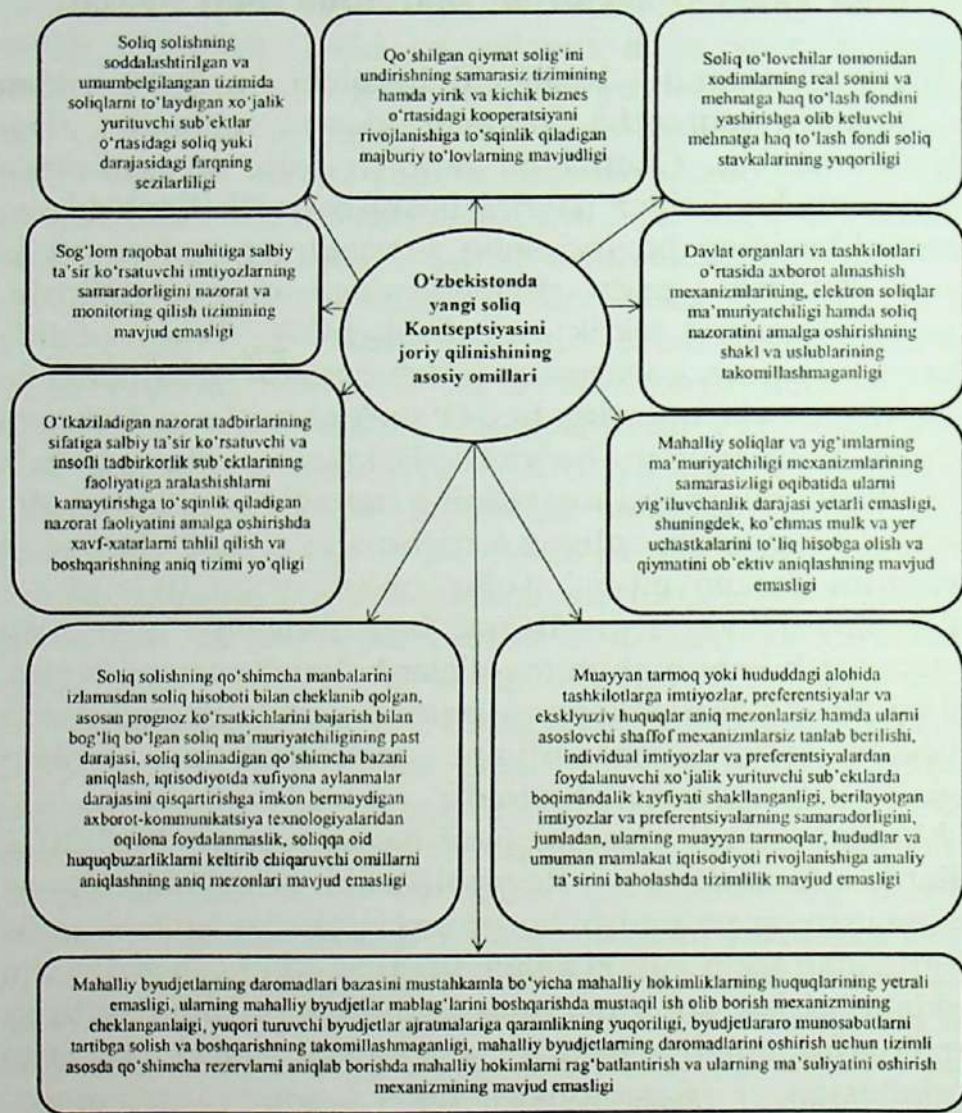 Soliq solishning
soddalashtirilgan va
umumbelgilangan tizimida
soliqlarni to‘laydigan xo‘jalik
yurituvchi sub’ektlar
o‘rtasidagi soliq yuki
darajasidagi farqning
sezilarliligi
Qo‘shilgan qiymat solig‘ini
undirishning samarasiz tizimining
hamda yirik va kichik biznes
o‘rtasidagi kooperatsiyani
rivojlanishiga to‘sqinlik qiladigan
majburiy to‘lovlarning mavjudligi
Soliq to‘lovchilar tomonidan
xodimlarning real sonini va
mehnatga haq to‘lash fondini
yashirishga olib keluvchi
mehnatga haq to‘lash fondi soliq
stavkalarining yuqoriligi
Sog‘lom raqobat muhitiga salbiy
ta’sir ko‘rsatuvchi imtiyozlarning
samaradorligini nazorat va
monitoring qilish tizimining
mavjud emasligi
O‘zbekistonda
yangi soliq
Kontseptsiyasini
joriy qilinishining
asosiy omillari
Davlat organlari va tashkilotlari
o‘rtasida axborot almashish
mexanizmlarining, elektron soliqlar
ma’muriyatchiligi hamda soliq
nazoratini amalga oshirishning
shakl va uslublarining
takomillashmaganligi
O‘tkaziladigan nazorat tadbirlarining
sifatiga salbiy ta’sir ko‘rsatuvchi va
insofli tadbirkorlik sub’ektlarining
faoliyatiga aralashishlarni
kamaytirishga to‘sqinlik qiladigan
nazorat faoliyatini amalga oshirishda
xavf-xatarlarni tahlil qilish va
boshqarishning aniq tizimi yo‘qligi
Mahalliy soliqlar va yig‘imlarning
ma’muriyatchiligi mexanizmlarining
samarasizligi oqibatida ularni
yig‘iluvchanlik darajasi yetarli emasligi,
shuningdek, ko‘chmas mulk va yer
uchastkalarini to‘liq hisobga olish va
qiymatini ob’ektiv aniqlashning mavjud
emasligi
Soliq solishning qo‘shimcha manbalarini
izlamasdan soliq hisoboti bilan cheklanib qolgan,
asosan prognoz ko‘rsatkichlarini bajarish bilan
bog‘liq bo‘lgan soliq ma’muriyatchiligining past
darajasi, soliq solinadigan qo‘shimcha bazani
aniqlash, iqtisodiyotda xufiyona aylanmalar
darajasini qisqartirishga imkon bermaydigan
axborot-kommunikatsiya texnologiyalaridan
oqilona foydalanmaslik, soliqqa oid
huquqbuzarliklarni keltirib chiqaruvchi omillarni
aniqlashning aniq mezonlari mavjud emasligi
Muayyan tarmoq yoki hududdagi alohida
tashkilotlarga imtiyozlar, preferentsiyalar va
eksklyuziv huquqlar aniq mezonlarsiz hamda ularni
asoslovchi shaffof mexanizmlarsiz tanlab berilishi,
individual imtiyozlar va preferentsiyalardan
foydalanuvchi xo‘jalik yurituvchi sub’ektlarda
boqimandalik kayfiyati shakllanganligi, berilayotgan
imtiyozlar va preferentsiyalarning samaradorligini,
jumladan, ularning muayyan tarmoqlar, hududlar va
umuman mamlakat iqtisodiyoti rivojlanishiga amaliy
ta’sirini baholashda tizimlilik mavjud emasligi
Mahalliy byudjetlarning daromadlari bazasini mustahkamla bo‘yicha mahalliy hokimliklarning huquqlarining yetrali
emasligi, ularning mahalliy byudjetlar mablag‘larini boshqarishda mustaqil ish olib borish mexanizmining
cheklanganlaigi, yuqori turuvchi byudjetlar ajratmalariga qaramlikning yuqoriligi, byudjetlararo munosabatlarni
tartibga solish va boshqarishning takomillashmaganligi, mahalliy byudjetlarning daromadlarini oshirish uchun tizimli
asosda qo‘shimcha rezervlarni aniqlab borishda mahalliy hokimlarni rag‘batlantirish va ularning ma’suliyatini oshirish
mexanizmining mavjud emasligi